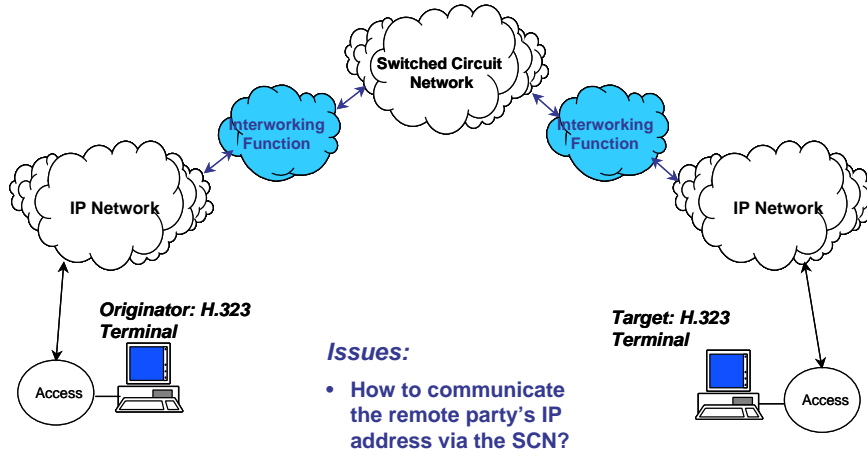 Switched Circuit
Network
Interworking
Function
Interworking
Function
IP Network
IP Network
Originator: H.323
Terminal
Target: H.323
Terminal
Access
Access
Issues:
• How to communicate
the remote party's IP
address via the SCN?